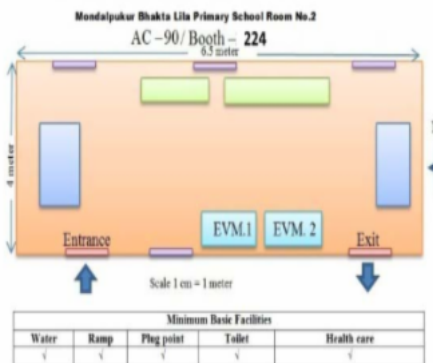 Mondalpukur Bhakta Lila Primary School Room No.2
AC –90/ Booth – 224
6.5 meter
4 meter
EVM.1 EVM. 2
Entrance Exit
Scale 1 cm = 1 meter
Minimum Basic Facilities
Water Ramp Plug point Toilet Health care
√ √ √ √ √